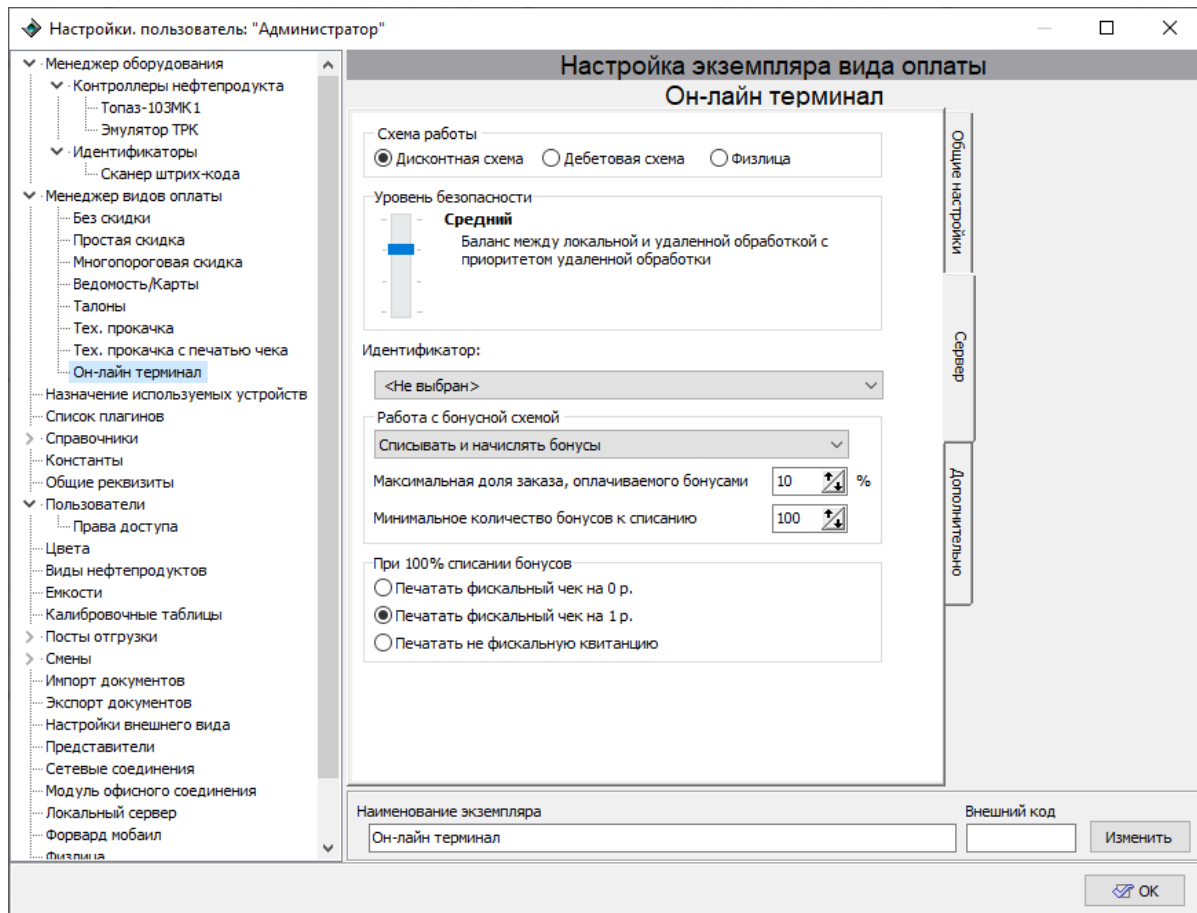 Настройки. пользователь: "Администратор"
Менеджер оборудования
Контроллеры нефтепродукта
Топаз-103МК1
Эмулятор ТРК
Идентификаторы
Сканер штрих-кода
Менеджер видов оплаты
Без скидки
Простая скидка
Многопороговая скидка
Ведомость/Карты
Талоны
Тех. прокачка
Тех. прокачка с печатью чека
Он-лайн терминал
Назначение используемых устройств
Список плагинов
Справочники
Константы
Общие реквизиты
Пользователи
Права доступа
Цвета
Виды нефтепродуктов
Емкости
Калибровочные таблицы
Посты отгрузки
Смены
Импорт документов
Экспорт документов
Настройки внешнего вида
Представители
Сетевые соединения
Модуль офисного соединения
Локальный сервер
Форвард мобаил
Физлица
Настройка экземпляра вида оплаты
Он-лайн терминал
Схема работы
Дисконтная схема Дебетовая схема Физлица
Уровень безопасности
Средний
Баланс между локальной и удаленной обработкой с
приоритетом удаленной обработки
Идентификатор:
<Не выбран>
Работа с бонусной схемой
Списывать и начислять бонусы
Максимальная доля заказа, оплачиваемого бонусами 10 %
Минимальное количество бонусов к списанию 100
При 100% списании бонусов
Печатать фискальный чек на 0 р.
Печатать фискальный чек на 1 р.
Печатать не фискальную квитанцию
Общие настройки
Сервер
Дополнительно
Наименование экземпляра Внешний код
Он-лайн терминал Изменить
OK